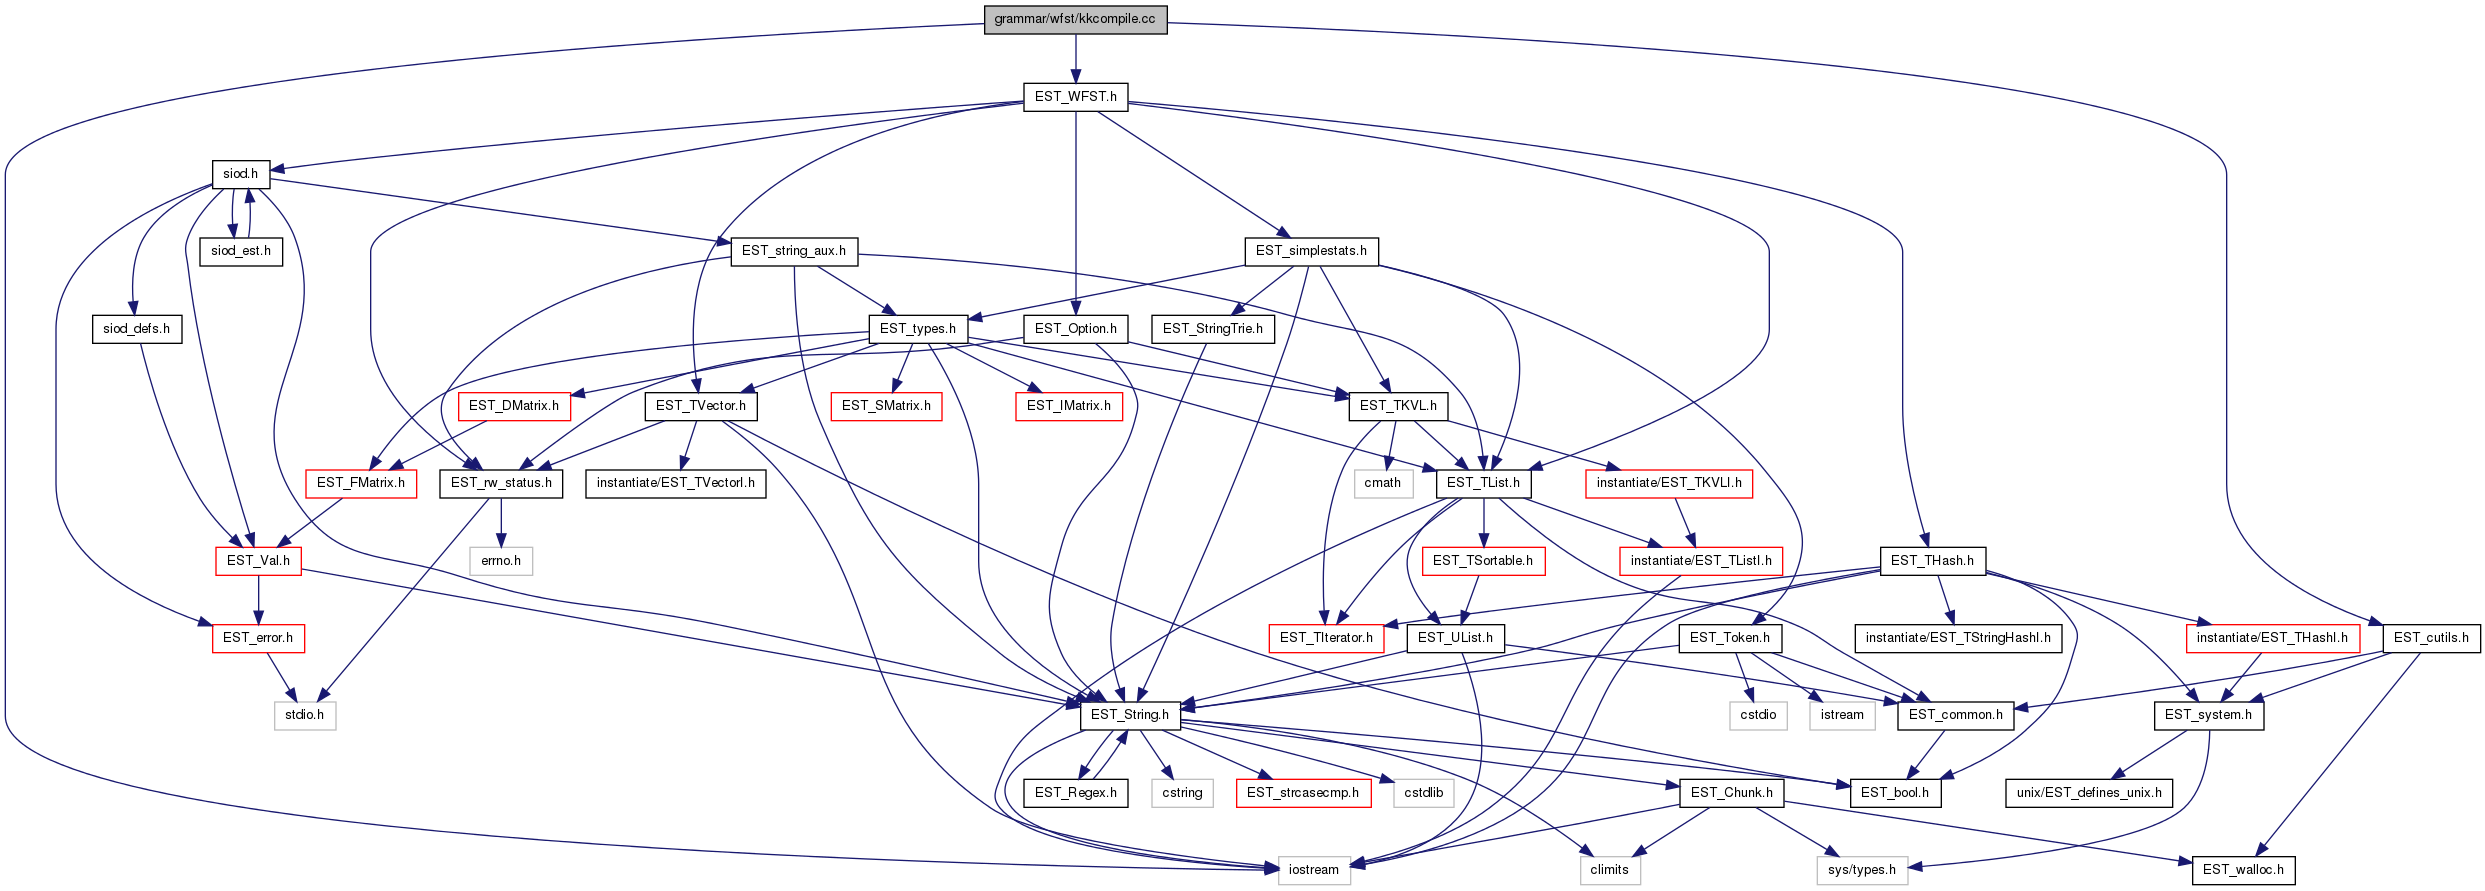 grammar/wfst/kkcompile.cc
EST_WFST.h
siod.h
siod_est.h
EST_string_aux.h
EST_simplestats.h
siod_defs.h
EST_types.h
EST_Option.h
EST_StringTrie.h
EST_DMatrix.h
EST_TVector.h
EST_SMatrix.h
EST_IMatrix.h
EST_TKVL.h
EST_FMatrix.h
EST_rw_status.h
instantiate/EST_TVectorI.h
cmath
EST_TList.h
instantiate/EST_TKVLI.h
EST_Val.h
errno.h
EST_TSortable.h
instantiate/EST_TListI.h
EST_THash.h
EST_error.h
EST_TIterator.h
EST_UList.h
EST_Token.h
instantiate/EST_TStringHashI.h
instantiate/EST_THashI.h
EST_cutils.h
stdio.h
EST_String.h
cstdio
istream
EST_common.h
EST_system.h
EST_Regex.h
cstring
EST_strcasecmp.h
cstdlib
EST_Chunk.h
EST_bool.h
unix/EST_defines_unix.h
iostream
climits
sys/types.h
EST_walloc.h